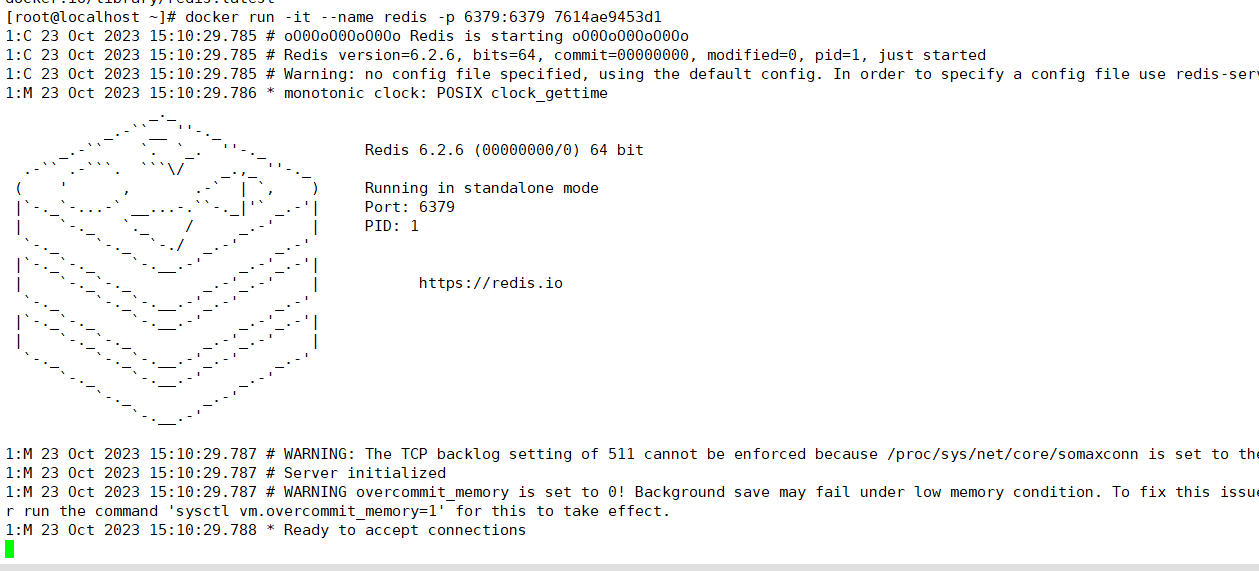 docker.io/library/redis:latest
[root@localhost ~]# docker run -it --name redis -p 6379:6379 7614ae9453d1
1:C 23 Oct 2023 15:10:29.785 # oO0OoO0OoO0Oo Redis is starting oO0OoO0OoO0Oo
1:C 23 Oct 2023 15:10:29.785 # Redis version=6.2.6, bits=64, commit=00000000, modified=0, pid=1, just started
1:C 23 Oct 2023 15:10:29.785 # Warning: no config file specified, using the default config. In order to specify a config file use redis-serv
1:M 23 Oct 2023 15:10:29.786 * monotonic clock: POSIX clock_gettime
Redis 6.2.6 (00000000/0) 64 bit
Running in standalone mode
Port: 6379
PID: 1
https://redis.io
1:M 23 Oct 2023 15:10:29.787 # WARNING: The TCP backlog setting of 511 cannot be enforced because /proc/sys/net/core/somaxconn is set to the
1:M 23 Oct 2023 15:10:29.787 # Server initialized
1:M 23 Oct 2023 15:10:29.787 # WARNING overcommit_memory is set to 0! Background save may fail under low memory condition. To fix this issue
r run the command 'sysctl vm.overcommit_memory=1' for this to take effect.
1:M 23 Oct 2023 15:10:29.788 * Ready to accept connections